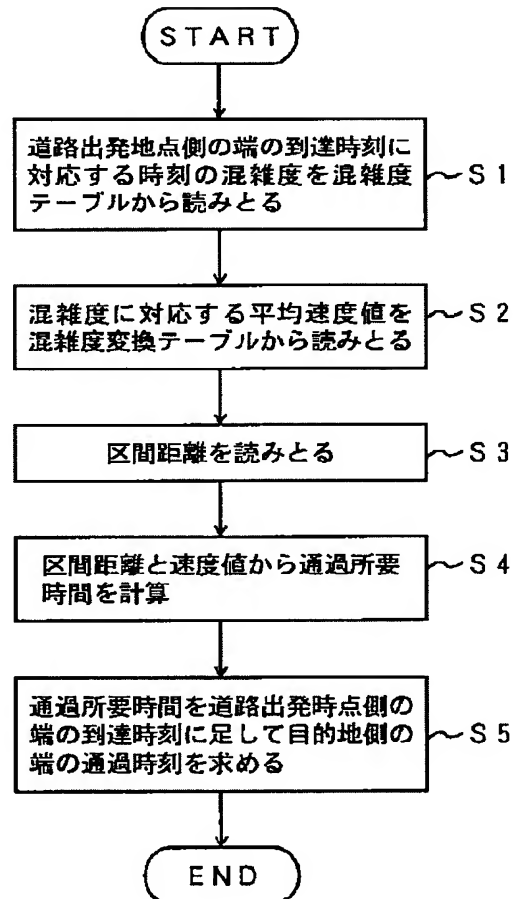 START
道路出発地点側の端の到達時刻に
対応する時刻の混雑度を混雑度
テーブルから読みとる
S1
混雑度に対応する平均速度値を
混雑度変換テーブルから読みとる
S2
区間距離を読みとる
S3
区間距離と速度値から通過所要
時間を計算
S4
通過所要時間を道路出発時点側の
端の到達時刻に足して目的地側の
端の通過時刻を求める
S5
END